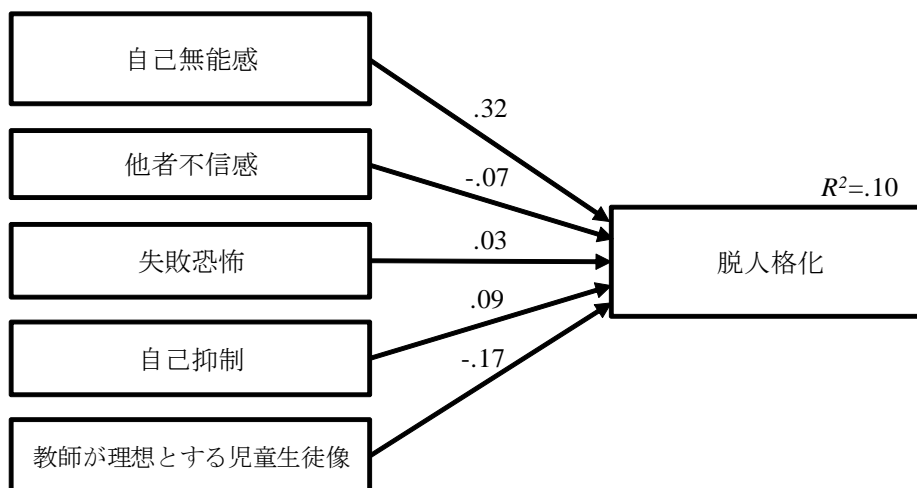 自己無能感
.32
他者不信感
-.07
R²=.10
失敗恐怖
.03
脱人格化
.09
自己抑制
-.17
教師が理想とする児童生徒像